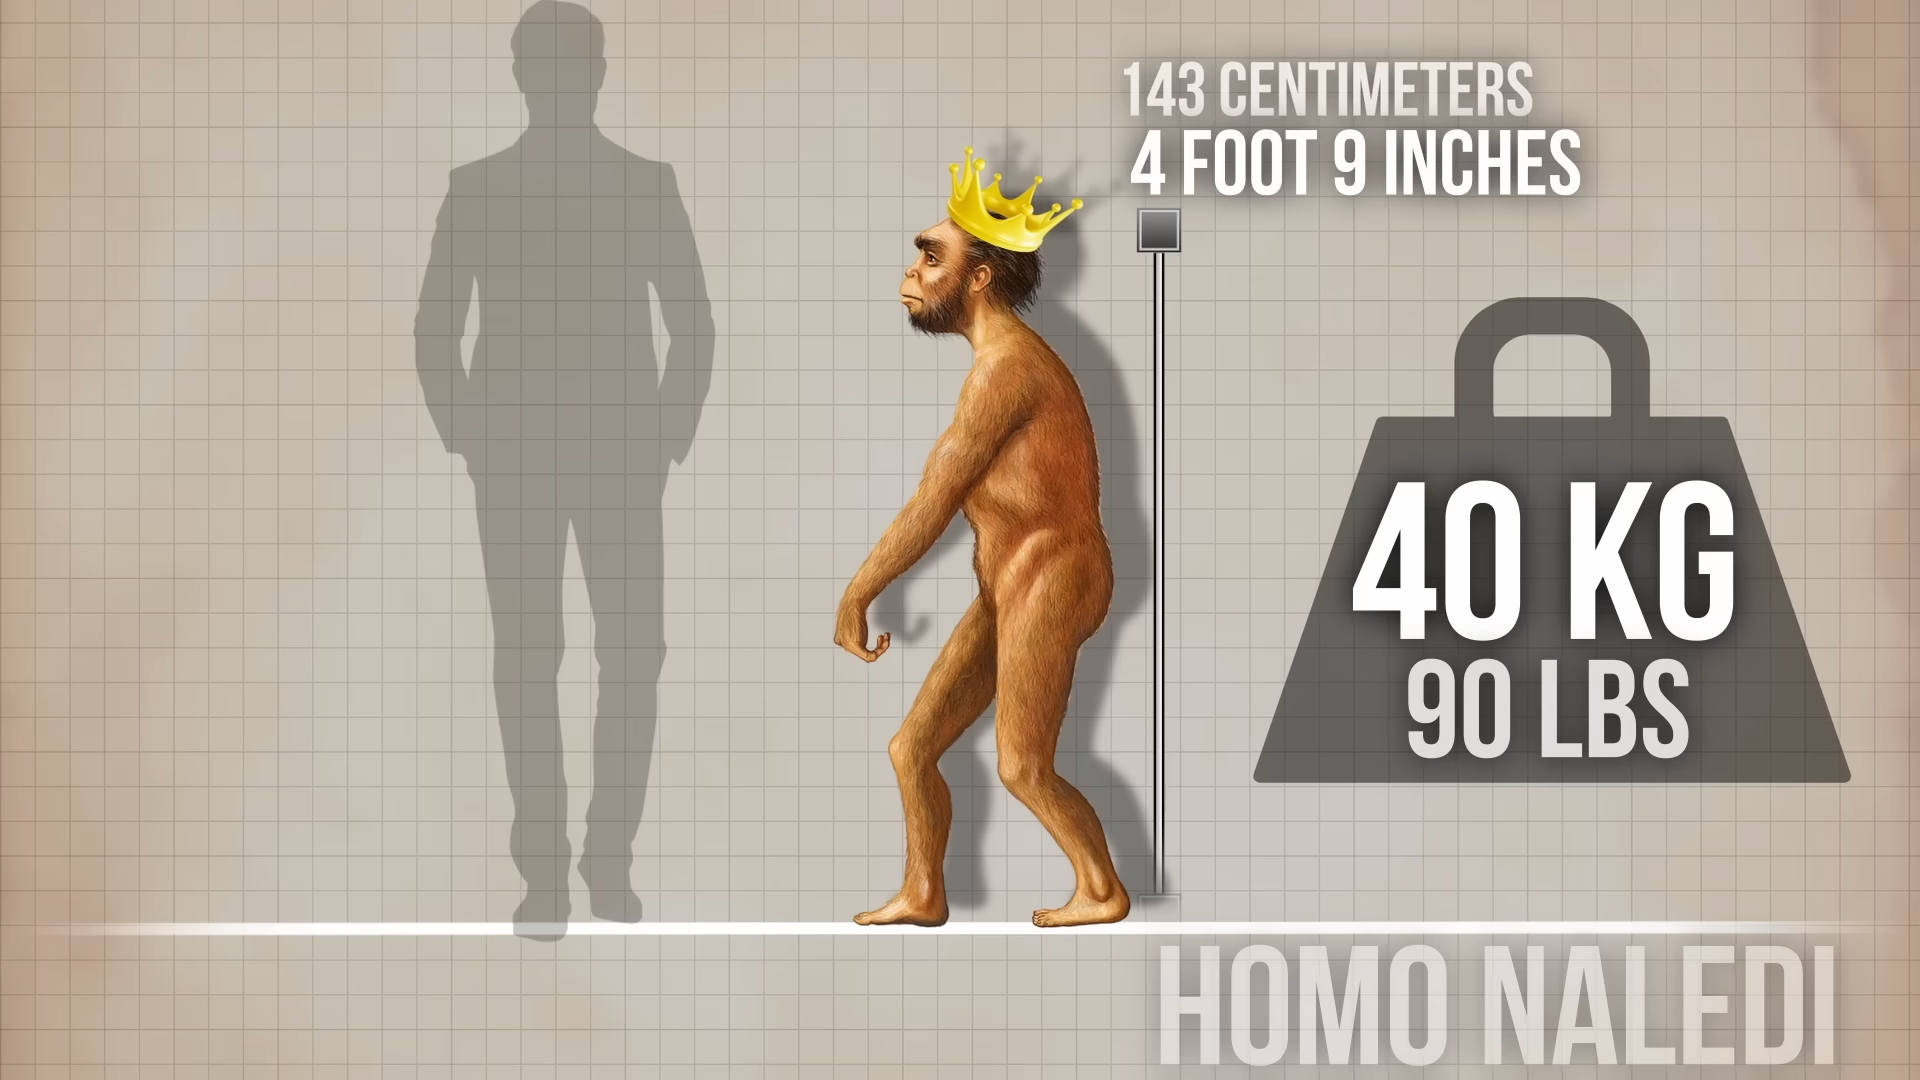 143 CENTIMETERS
4 FOOT 9 INCHES
40 KG
90 LBS
HOMO NALEDI